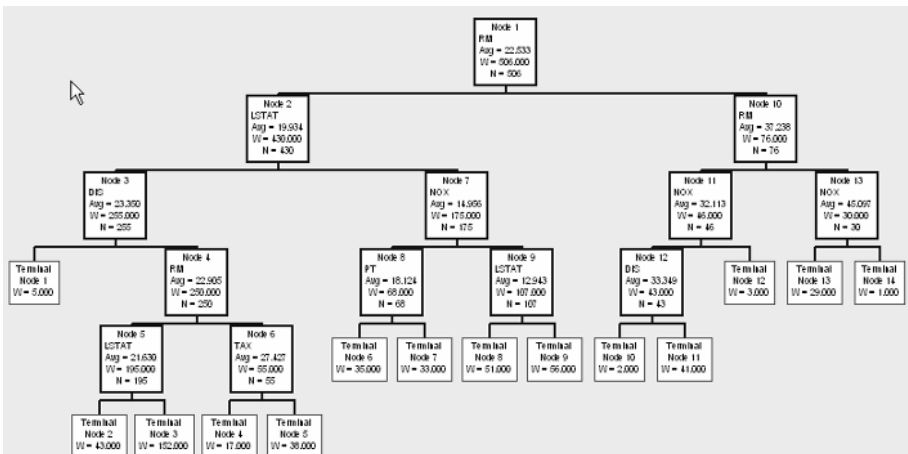 Node 1
RM
Avg = 22.533
W = 506.000
N = 506
Node 2
LSTAT
Avg = 19.934
W = 430.000
N = 430
Node 10
RM
Avg = 37.238
W = 76.000
N = 76
Node 3
DIS
Avg = 23.350
W = 255.000
N = 255
Node 7
NOX
Avg = 14.956
W = 175.000
N = 175
Node 11
NOX
Avg = 32.113
W = 46.000
N = 46
Node 13
NOX
Avg = 45.097
W = 30.000
N = 30
Terminal
Node 1
W = 5.000
Node 4
RM
Avg = 22.905
W = 250.000
N = 250
Node 8
PT
Avg = 18.124
W = 68.000
N = 68
Node 9
LSTAT
Avg = 12.943
W = 107.000
N = 107
Node 12
DIS
Avg = 33.349
W = 43.000
N = 43
Terminal
Node 12
W = 3.000
Terminal
Node 13
W = 29.000
Terminal
Node 14
W = 1.000
Node 5
LSTAT
Avg = 21.630
W = 195.000
N = 195
Node 6
TAX
Avg = 27.427
W = 55.000
N = 55
Terminal
Node 6
W = 35.000
Terminal
Node 7
W = 33.000
Terminal
Node 8
W = 51.000
Terminal
Node 9
W = 56.000
Terminal
Node 10
W = 2.000
Terminal
Node 11
W = 41.000
Terminal
Node 2
W = 43.000
Terminal
Node 3
W = 152.000
Terminal
Node 4
W = 17.000
Terminal
Node 5
W = 38.000